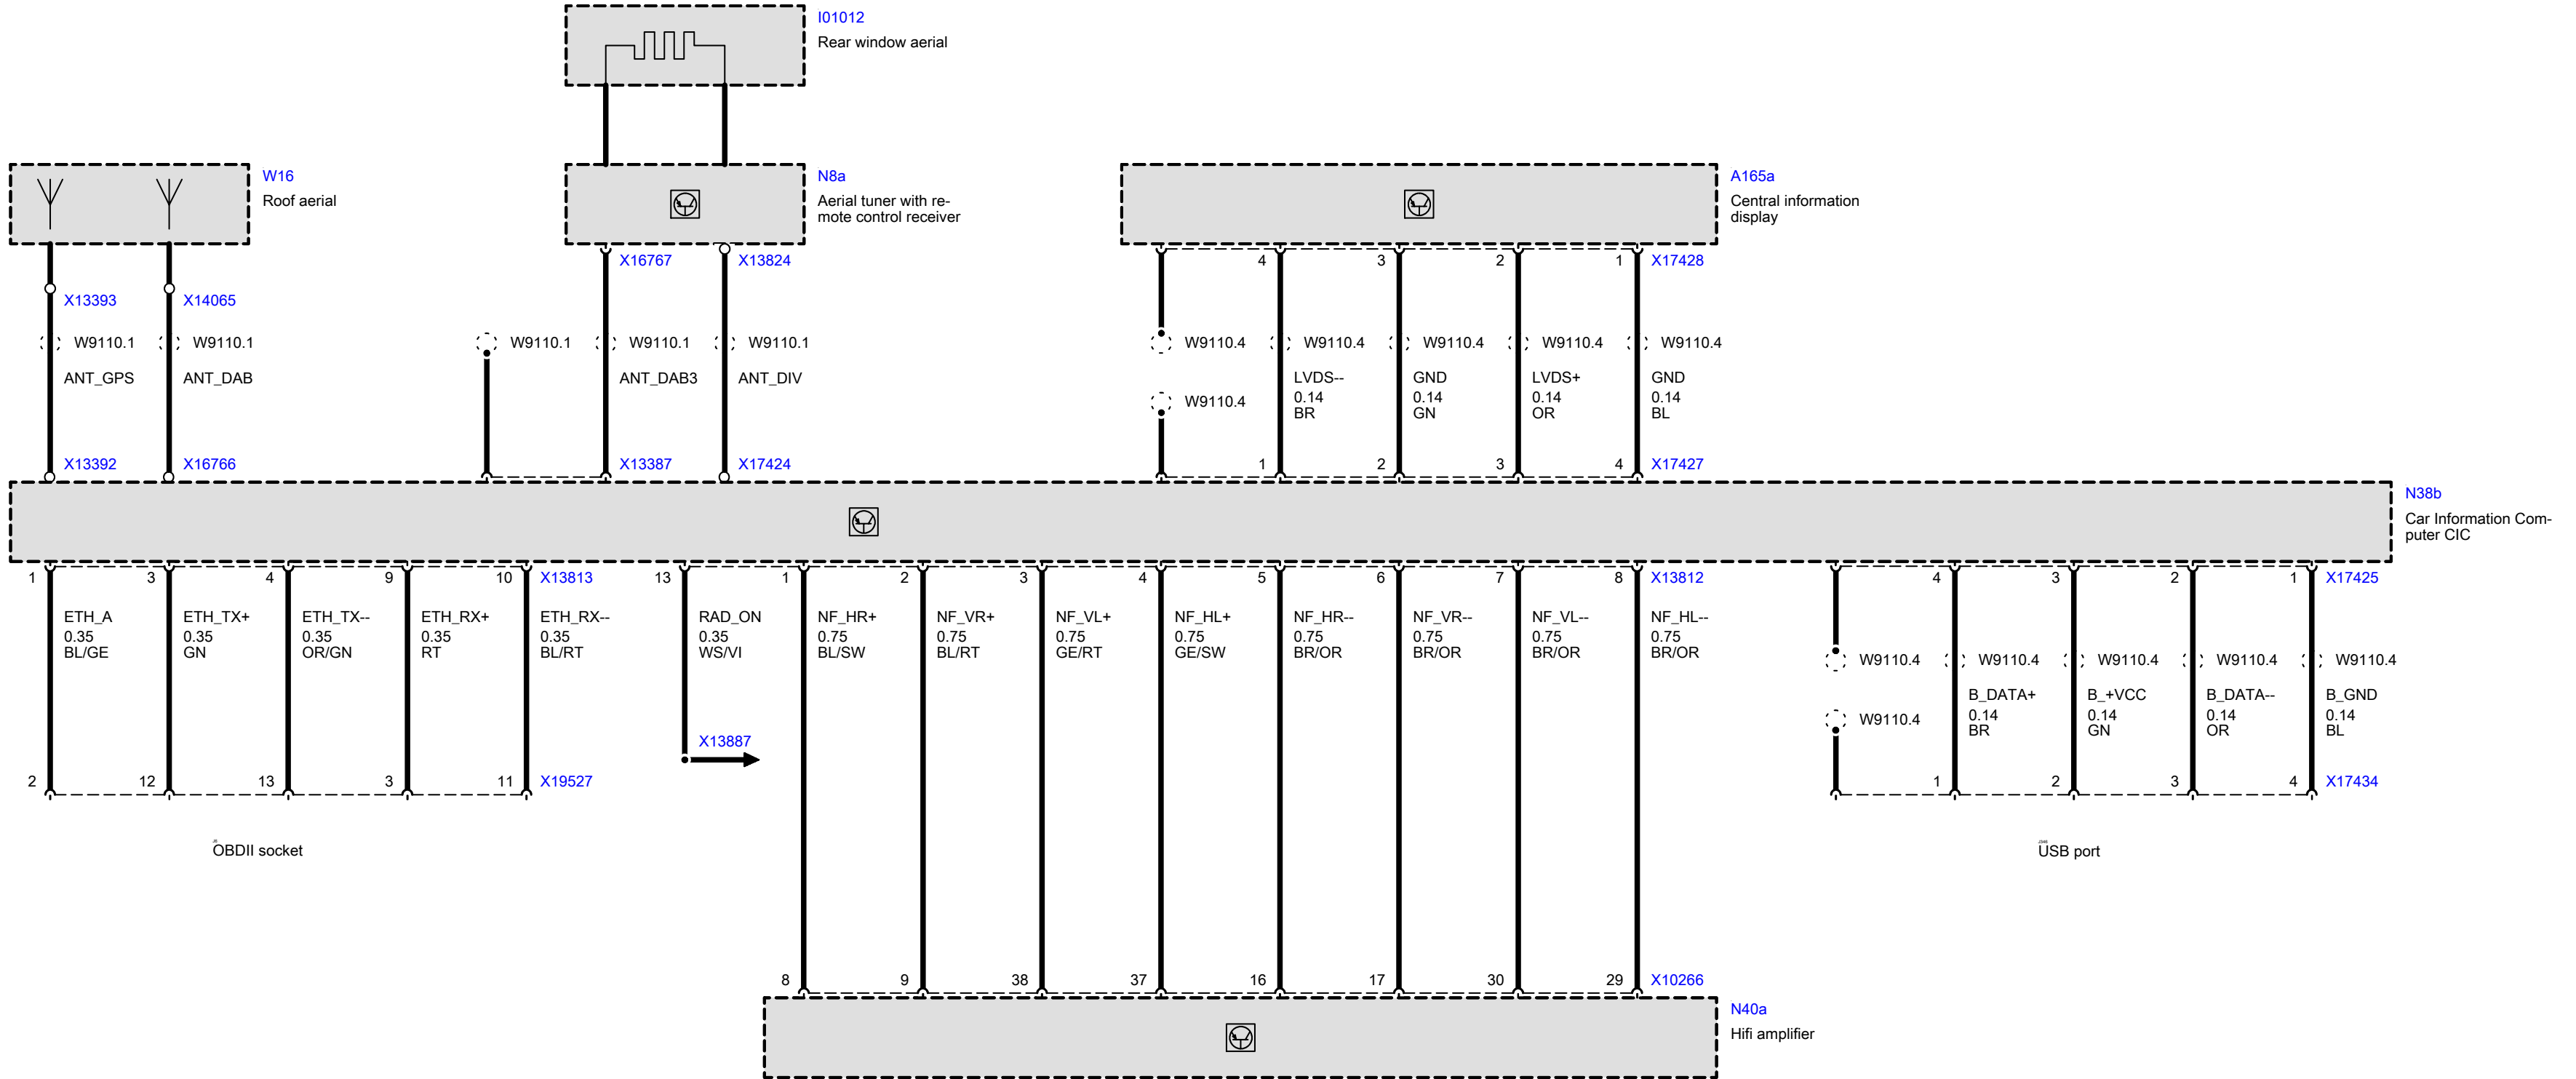 I01012
Rear window aerial
W16
Roof aerial
N8a
Aerial tuner with re-
mote control receiver
A165a
Central information
display
X16767
X13824
4
3
2
1
X17428
X13393
X14065
W9110.1
W9110.1
W9110.1
W9110.1
W9110.1
W9110.4
W9110.4
W9110.4
W9110.4
W9110.4
ANT_GPS
ANT_DAB
ANT_DAB3
ANT_DIV
W9110.4
LVDS--
0.14
BR
GND
0.14
GN
LVDS+
0.14
OR
GND
0.14
BL
X13392
X16766
X13387
X17424
1
2
3
4
X17427
N38b
Car Information Com-
puter CIC
1
3
4
9
10
X13813
13
1
2
3
4
5
6
7
8
X13812
4
3
2
1
X17425
ETH_A
0.35
BL/GE
ETH_TX+
0.35
GN
ETH_TX--
0.35
OR/GN
ETH_RX+
0.35
RT
ETH_RX--
0.35
BL/RT
RAD_ON
0.35
WS/VI
NF_HR+
0.75
BL/SW
NF_VR+
0.75
BL/RT
NF_VL+
0.75
GE/RT
NF_HL+
0.75
GE/SW
NF_HR--
0.75
BR/OR
NF_VR--
0.75
BR/OR
NF_VL--
0.75
BR/OR
NF_HL--
0.75
BR/OR
W9110.4
W9110.4
W9110.4
W9110.4
W9110.4
W9110.4
B_DATA+
0.14
BR
B_+VCC
0.14
GN
B_DATA--
0.14
OR
B_GND
0.14
BL
X13887
2
12
13
3
11
X19527
1
2
3
4
X17434
OBDII socket
USB port
8
9
38
37
16
17
30
29
X10266
N40a
Hifi amplifier